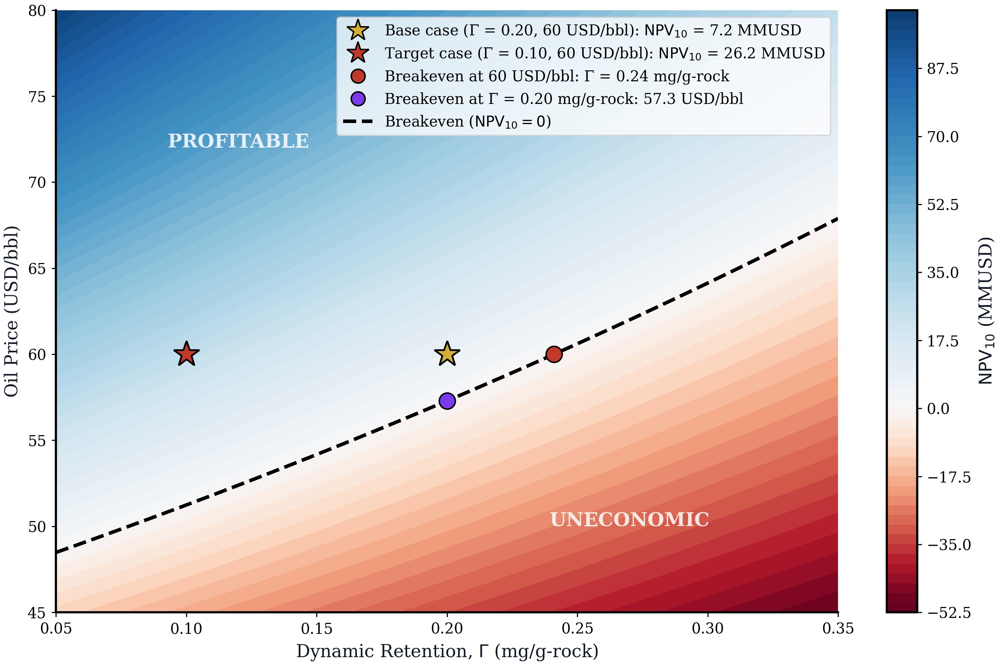 Base case (Γ = 0.20, 60 USD/bbl): NPV₁₀ = 7.2 MMUSD
Target case (Γ = 0.10, 60 USD/bbl): NPV₁₀ = 26.2 MMUSD
Breakeven at 60 USD/bbl: Γ = 0.24 mg/g-rock
Breakeven at Γ = 0.20 mg/g-rock: 57.3 USD/bbl
Breakeven (NPV₁₀ = 0)
PROFITABLE
UNECONOMIC
Oil Price (USD/bbl)
80
75
70
65
60
55
50
45
0.05
0.10
0.15
0.20
0.25
0.30
0.35
Dynamic Retention, Γ (mg/g-rock)
87.5
70.0
52.5
35.0
17.5
0.0
−17.5
−35.0
−52.5
NPV₁₀ (MMUSD)